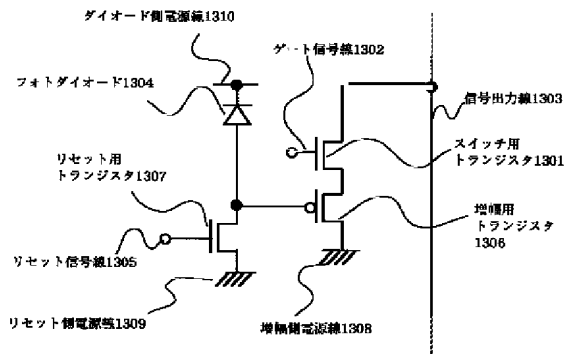 ダイオード側電源線1310
ゲート信号線1302
フォトダイオード1304
信号出力線1303
スイッチ用
トランジスタ1301
リセット用
トランジスタ1307
増幅用
トランジスタ
1306
リセット信号線1305
リセット側電源線1309
増幅側電源線1308